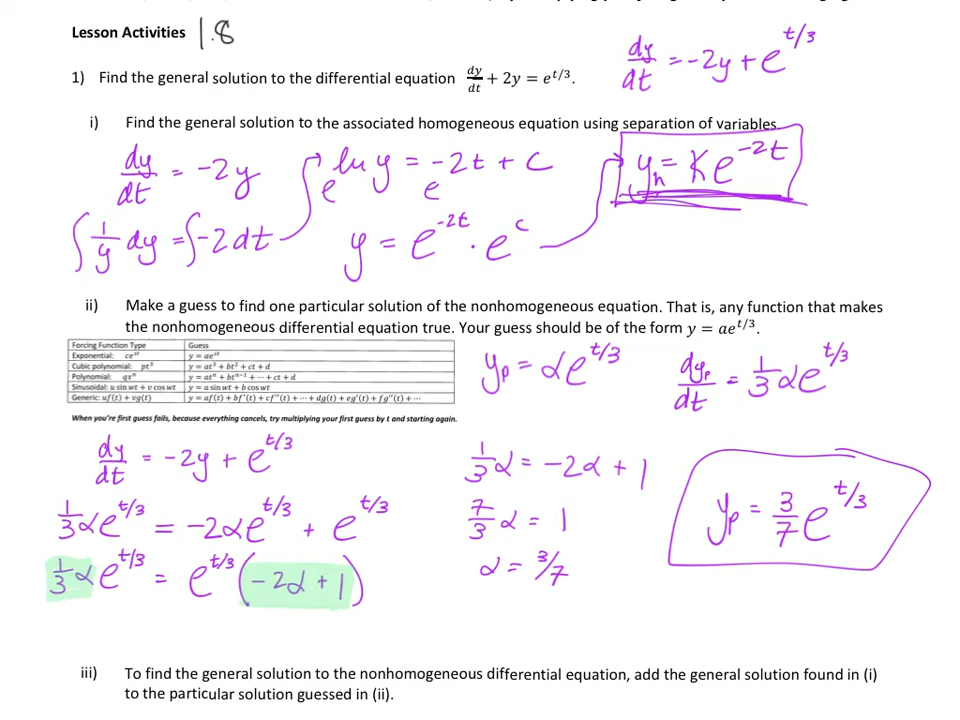 Lesson Activities 1.8
1) Find the general solution to the differential equation dy/dt + 2y = e^{t/3}.
dy/dt = -2y + e^{t/3}
i) Find the general solution to the associated homogeneous equation using separation of variables.
dy/dt = -2y
∫ 1/y dy = ∫ -2 dt
e^{ln y} = e^{-2t + C}
y = e^{-2t} · e^c
y_h = Ke^{-2t}
ii) Make a guess to find one particular solution of the nonhomogeneous equation. That is, any function that makes
the nonhomogeneous differential equation true. Your guess should be of the form y = ae^{t/3}.
Forcing Function Type Guess
Exponential: ce^{st} y = ae^{st}
Cubic polynomial: pt^3 y = at^3 + bt^2 + ct + d
Polynomial: qx^n y = at^n + bt^{n-1} + ⋯ + ct + d
Sinusoidal: u sin wt + v cos wt y = a sin wt + b cos wt
Generic: uf(t) + vg(t) y = af(t) + bf'(t) + cf''(t) + ⋯ + dg(t) + eg'(t) + fg''(t) + ⋯
When you're first guess fails, because everything cancels, try multiplying your first guess by t and starting again.
y_p = αe^{t/3}
dy_p/dt = 1/3 αe^{t/3}
dy/dt = -2y + e^{t/3}
1/3 αe^{t/3} = -2αe^{t/3} + e^{t/3}
1/3 αe^{t/3} = e^{t/3}(-2α + 1)
1/3 α = -2α + 1
7/3 α = 1
α = 3/7
y_p = 3/7 e^{t/3}
iii) To find the general solution to the nonhomogeneous differential equation, add the general solution found in (i)
to the particular solution guessed in (ii).